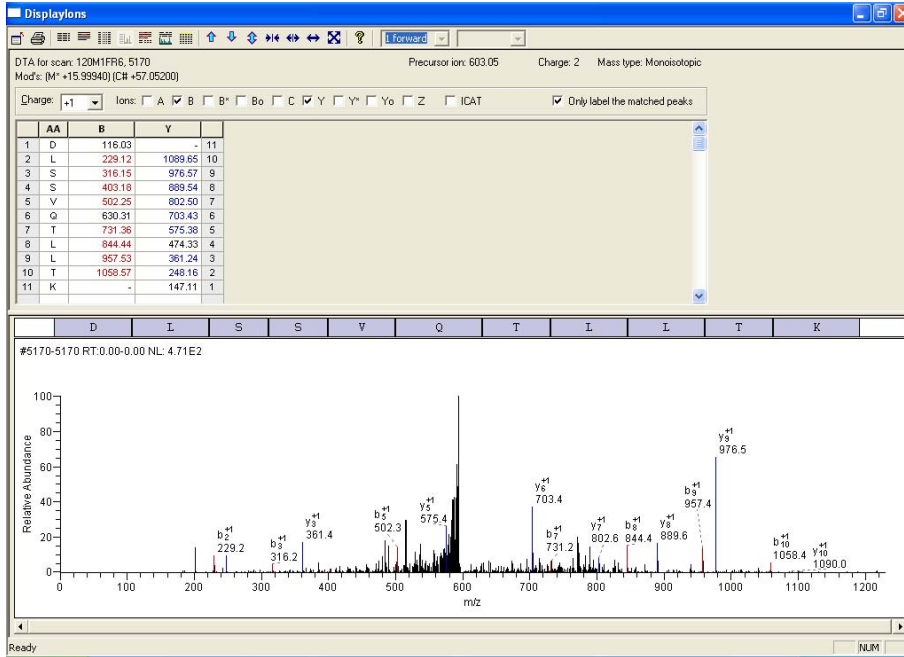 DisplayIons
1 forward
DTA for scan: 120M1FR6, 5170 Precursor ion: 603.05 Charge: 2 Mass type: Monoisotopic
Mod's: (M* +15.99940) (C# +57.05200)
Charge: +1 Ions: A B B* Bo C Y Y* Yo Z ICAT Only label the matched peaks
AA B Y
1 D 116.03 - 11
2 L 229.12 1089.65 10
3 S 316.15 976.57 9
4 S 403.18 889.54 8
5 V 502.25 802.50 7
6 Q 630.31 703.43 6
7 T 731.36 575.38 5
8 L 844.44 474.33 4
9 L 957.53 361.24 3
10 T 1058.57 248.16 2
11 K - 147.11 1
D L S S V Q T L L T K
#5170-5170 RT:0.00-0.00 NL: 4.71E2
Relative Abundance
100
80
60
40
20
0
b2+1
229.2
b3+1
316.2
y3+1
361.4
b5+1
502.3
y5+1
575.4
y6+1
703.4
b7+1
731.2
y7+1
802.6
b8+1
844.4
y8+1
889.6
b9+1
957.4
y9+1
976.5
b10+1
1058.4
y10+1
1090.0
0 100 200 300 400 500 600 700 800 900 1000 1100 1200
m/z
Ready NUM